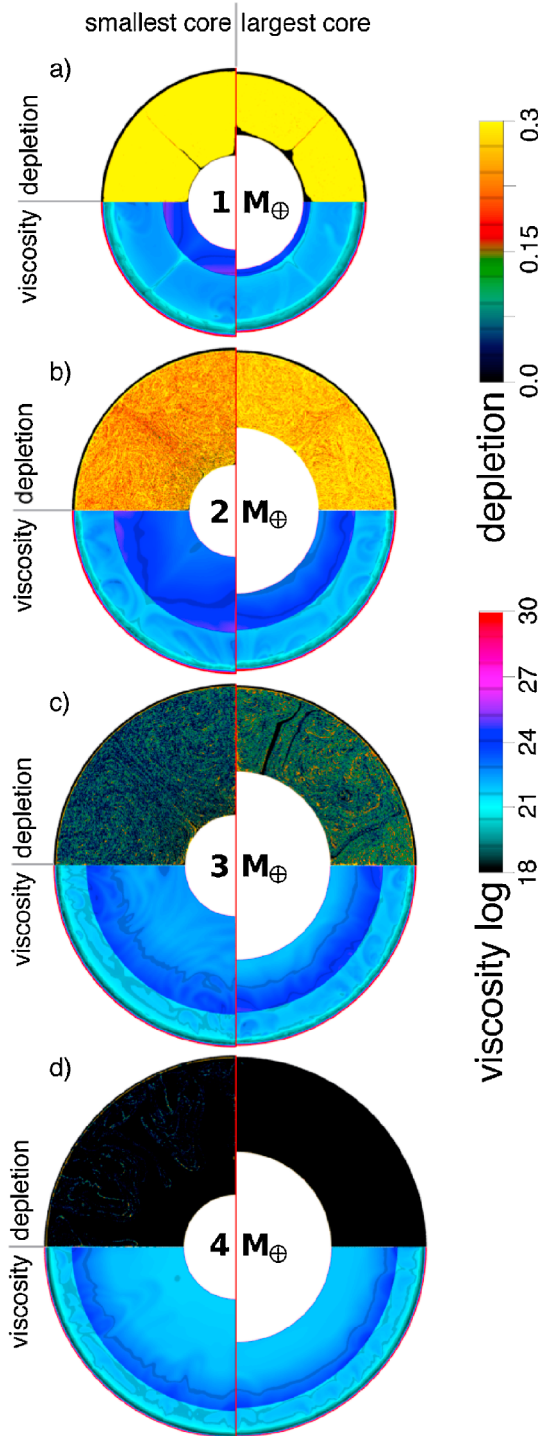 smallest core largest core
a)
depletion
viscosity
1 M⊕
b)
depletion
viscosity
2 M⊕
c)
depletion
viscosity
3 M⊕
d)
depletion
viscosity
4 M⊕
0.3
0.15
0.0
depletion
30
27
24
21
18
viscosity log